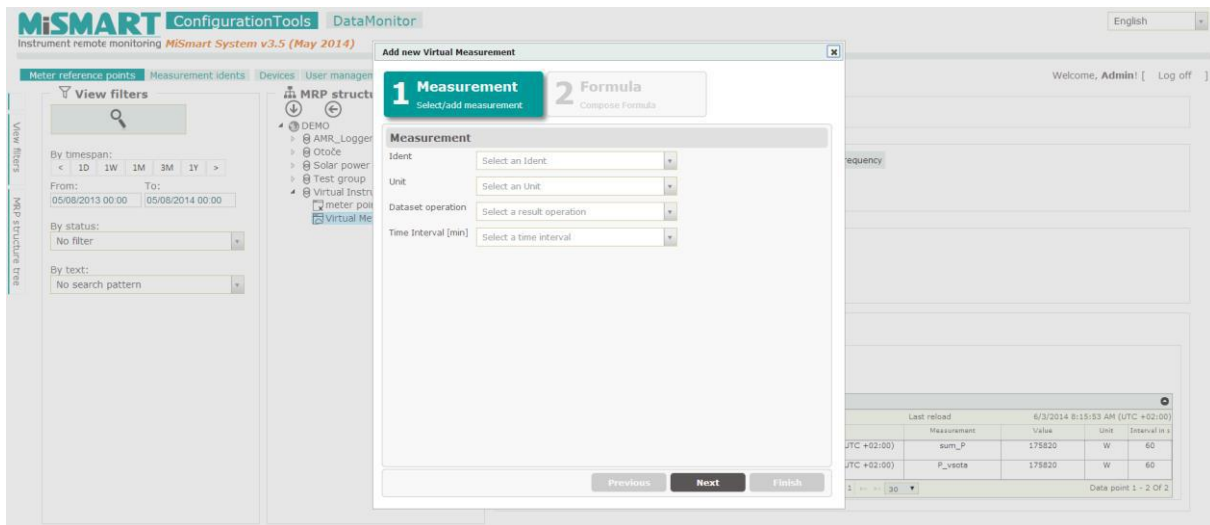 MiSMART ConfigurationTools DataMonitor
English
Instrument remote monitoring MiSmart System v3.5 (May 2014)
Meter reference points Measurement idents Devices User managem
Welcome, Admin! [ Log off ]
View filters
MRP structure tree
View filters
By timespan:
< 1D 1W 1M 3M 1Y >
From: To:
05/08/2013 00:00 05/08/2014 00:00
By status:
No filter
By text:
No search pattern
MRP structu
DEMO
AMR_Logger
Otoče
Solar power
Test group
Virtual Instru
meter poin
Virtual Me
Add new Virtual Measurement
x
1 Measurement
Select/add measurement
2 Formula
Compose Formula
Measurement
Ident Select an Ident
Unit Select an Unit
Dataset operation Select a result operation
Time Interval [min] Select a time interval
Previous Next Finish
equency
Last reload 6/3/2014 8:15:53 AM (UTC +02:00)
Measurement Value Unit Interval in s
UTC +02:00) sum_P 175820 W 60
UTC +02:00) P_vsota 175820 W 60
1 30 Data point 1 - 2 Of 2